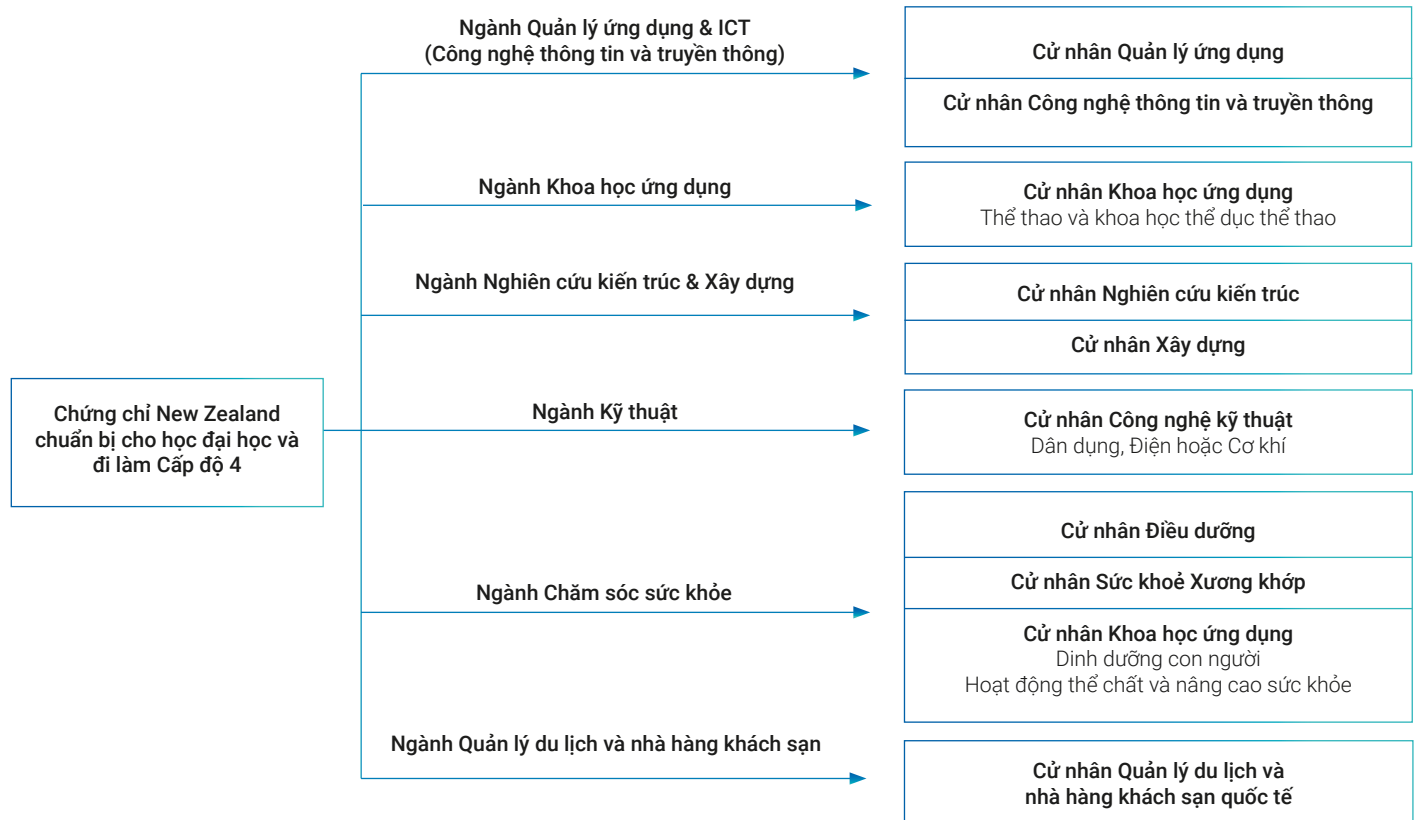 Ngành Quản lý ứng dụng & ICT
(Công nghệ thông tin và truyền thông)
Cử nhân Quản lý ứng dụng
Cử nhân Công nghệ thông tin và truyền thông
Ngành Khoa học ứng dụng
Cử nhân Khoa học ứng dụng
Thể thao và khoa học thể dục thể thao
Ngành Nghiên cứu kiến trúc & Xây dựng
Cử nhân Nghiên cứu kiến trúc
Cử nhân Xây dựng
Chứng chỉ New Zealand
chuẩn bị cho học đại học và
đi làm Cấp độ 4
Ngành Kỹ thuật
Cử nhân Công nghệ kỹ thuật
Dân dụng, Điện hoặc Cơ khí
Ngành Chăm sóc sức khỏe
Cử nhân Điều dưỡng
Cử nhân Sức khoẻ Xương khớp
Cử nhân Khoa học ứng dụng
Dinh dưỡng con người
Hoạt động thể chất và nâng cao sức khỏe
Ngành Quản lý du lịch và nhà hàng khách sạn
Cử nhân Quản lý du lịch và
nhà hàng khách sạn quốc tế